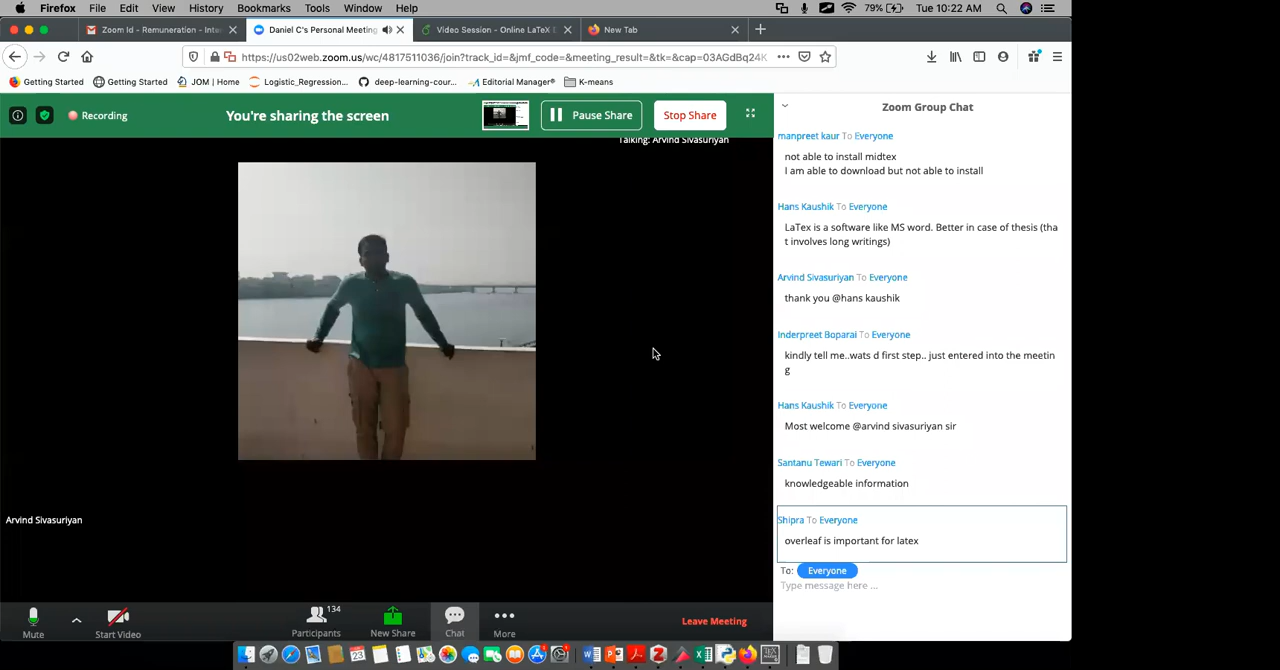 Firefox File Edit View History Bookmarks Tools Window Help 79% Tue 10:22 AM
Zoom Id - Remuneration - Inte Daniel C's Personal Meeting Video Session - Online LaTeX E New Tab
https://us02web.zoom.us/wc/4817511036/join?track_id=&jmf_code=&meeting_result=&tk=&cap=03AGdBq24K
Getting Started Getting Started JOM | Home Logistic_Regression... deep-learning-cour... Editorial Manager® K-means
Recording You're sharing the screen Pause Share Stop Share
Talking: Arvind Sivasuriyan
Arvind Sivasuriyan
Zoom Group Chat
manpreet kaur To Everyone
not able to install midtex
I am able to download but not able to install
Hans Kaushik To Everyone
LaTex is a software like MS word. Better in case of thesis (tha
t involves long writings)
Arvind Sivasuriyan To Everyone
thank you @hans kaushik
Inderpreet Boparai To Everyone
kindly tell me..wats d first step.. just entered into the meetin
g
Hans Kaushik To Everyone
Most welcome @arvind sivasuriyan sir
Santanu Tewari To Everyone
knowledgeable information
Shipra To Everyone
overleaf is important for latex
To: Everyone
Type message here ...
Mute Start Video Participants 134 New Share Chat More Leave Meeting